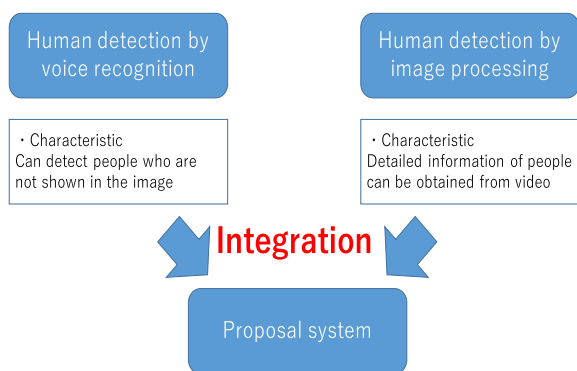 Human detection by
voice recognition
Human detection by
image processing
・Characteristic
Can detect people who are
not shown in the image
・Characteristic
Detailed information of people
can be obtained from video
Integration
Proposal system